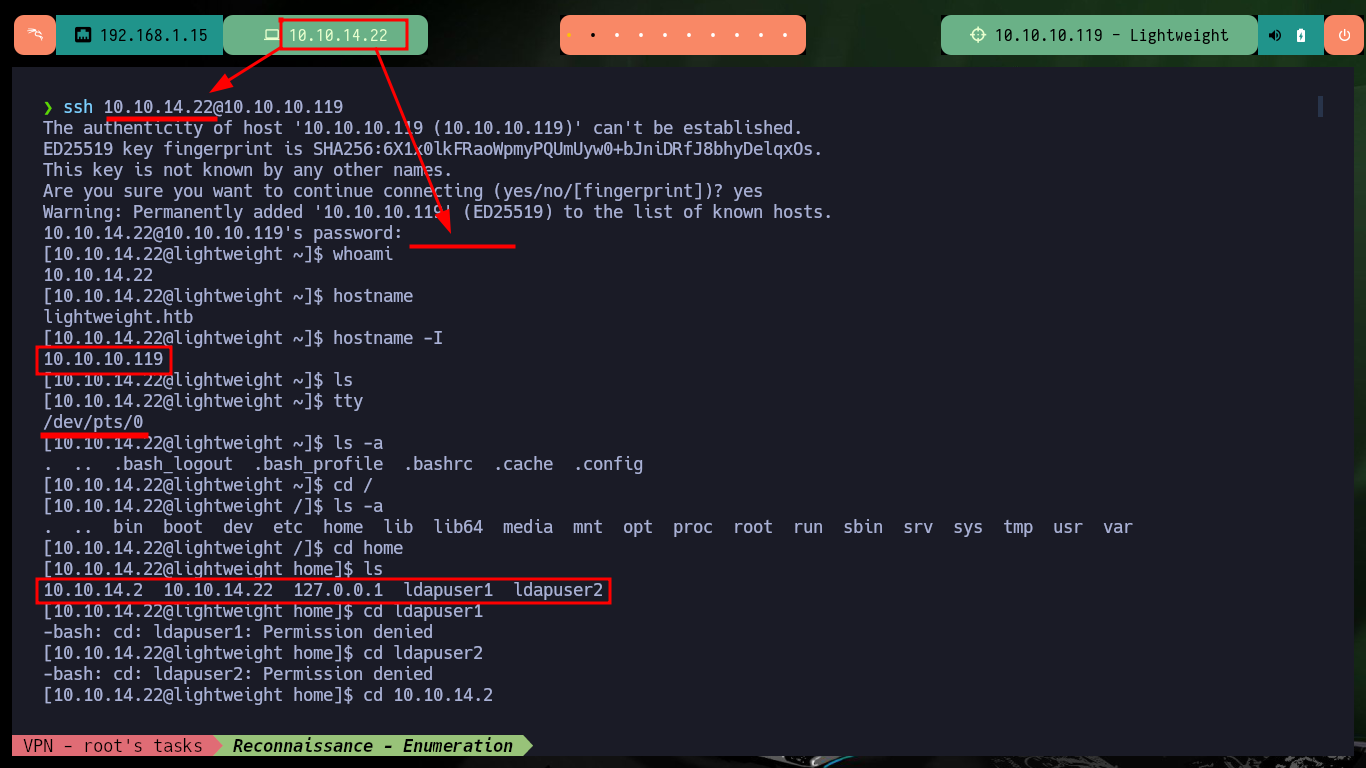 192.168.1.15 10.10.14.22 10.10.10.119 - Lightweight
❯ ssh 10.10.14.22@10.10.10.119
The authenticity of host '10.10.10.119 (10.10.10.119)' can't be established.
ED25519 key fingerprint is SHA256:6X1x0lkFRaoWpmyPQUmUyw0+bJniDRfJ8bhyDelqxOs.
This key is not known by any other names.
Are you sure you want to continue connecting (yes/no/[fingerprint])? yes
Warning: Permanently added '10.10.10.119' (ED25519) to the list of known hosts.
10.10.14.22@10.10.10.119's password:
[10.10.14.22@lightweight ~]$ whoami
10.10.14.22
[10.10.14.22@lightweight ~]$ hostname
lightweight.htb
[10.10.14.22@lightweight ~]$ hostname -I
10.10.10.119
[10.10.14.22@lightweight ~]$ ls
[10.10.14.22@lightweight ~]$ tty
/dev/pts/0
[10.10.14.22@lightweight ~]$ ls -a
.  ..  .bash_logout  .bash_profile  .bashrc  .cache  .config
[10.10.14.22@lightweight ~]$ cd /
[10.10.14.22@lightweight /]$ ls -a
.  ..  bin  boot  dev  etc  home  lib  lib64  media  mnt  opt  proc  root  run  sbin  srv  sys  tmp  usr  var
[10.10.14.22@lightweight /]$ cd home
[10.10.14.22@lightweight home]$ ls
10.10.14.2  10.10.14.22  127.0.0.1  ldapuser1  ldapuser2
[10.10.14.22@lightweight home]$ cd ldapuser1
-bash: cd: ldapuser1: Permission denied
[10.10.14.22@lightweight home]$ cd ldapuser2
-bash: cd: ldapuser2: Permission denied
[10.10.14.22@lightweight home]$ cd 10.10.14.2
VPN - root's tasks Reconnaissance - Enumeration